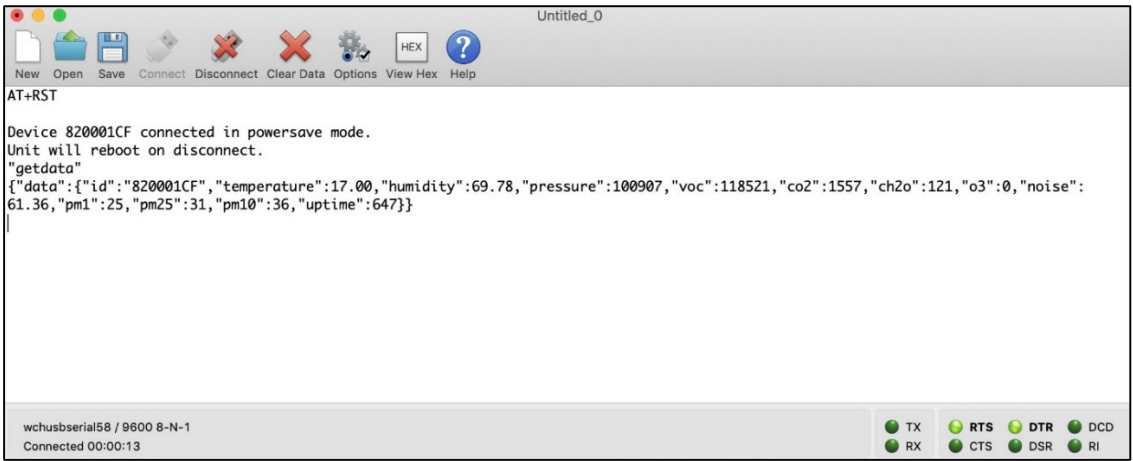 Untitled_0
New Open Save Connect Disconnect Clear Data Options View Hex Help
HEX
?
AT+RST
Device 820001CF connected in powersave mode.
Unit will reboot on disconnect.
"getdata"
{"data":{"id":"820001CF","temperature":17.00,"humidity":69.78,"pressure":100907,"voc":118521,"co2":1557,"ch2o":121,"o3":0,"noise":
61.36,"pm1":25,"pm25":31,"pm10":36,"uptime":647}}
wchusbserial58 / 9600 8-N-1
Connected 00:00:13
TX RTS DTR DCD
RX CTS DSR RI